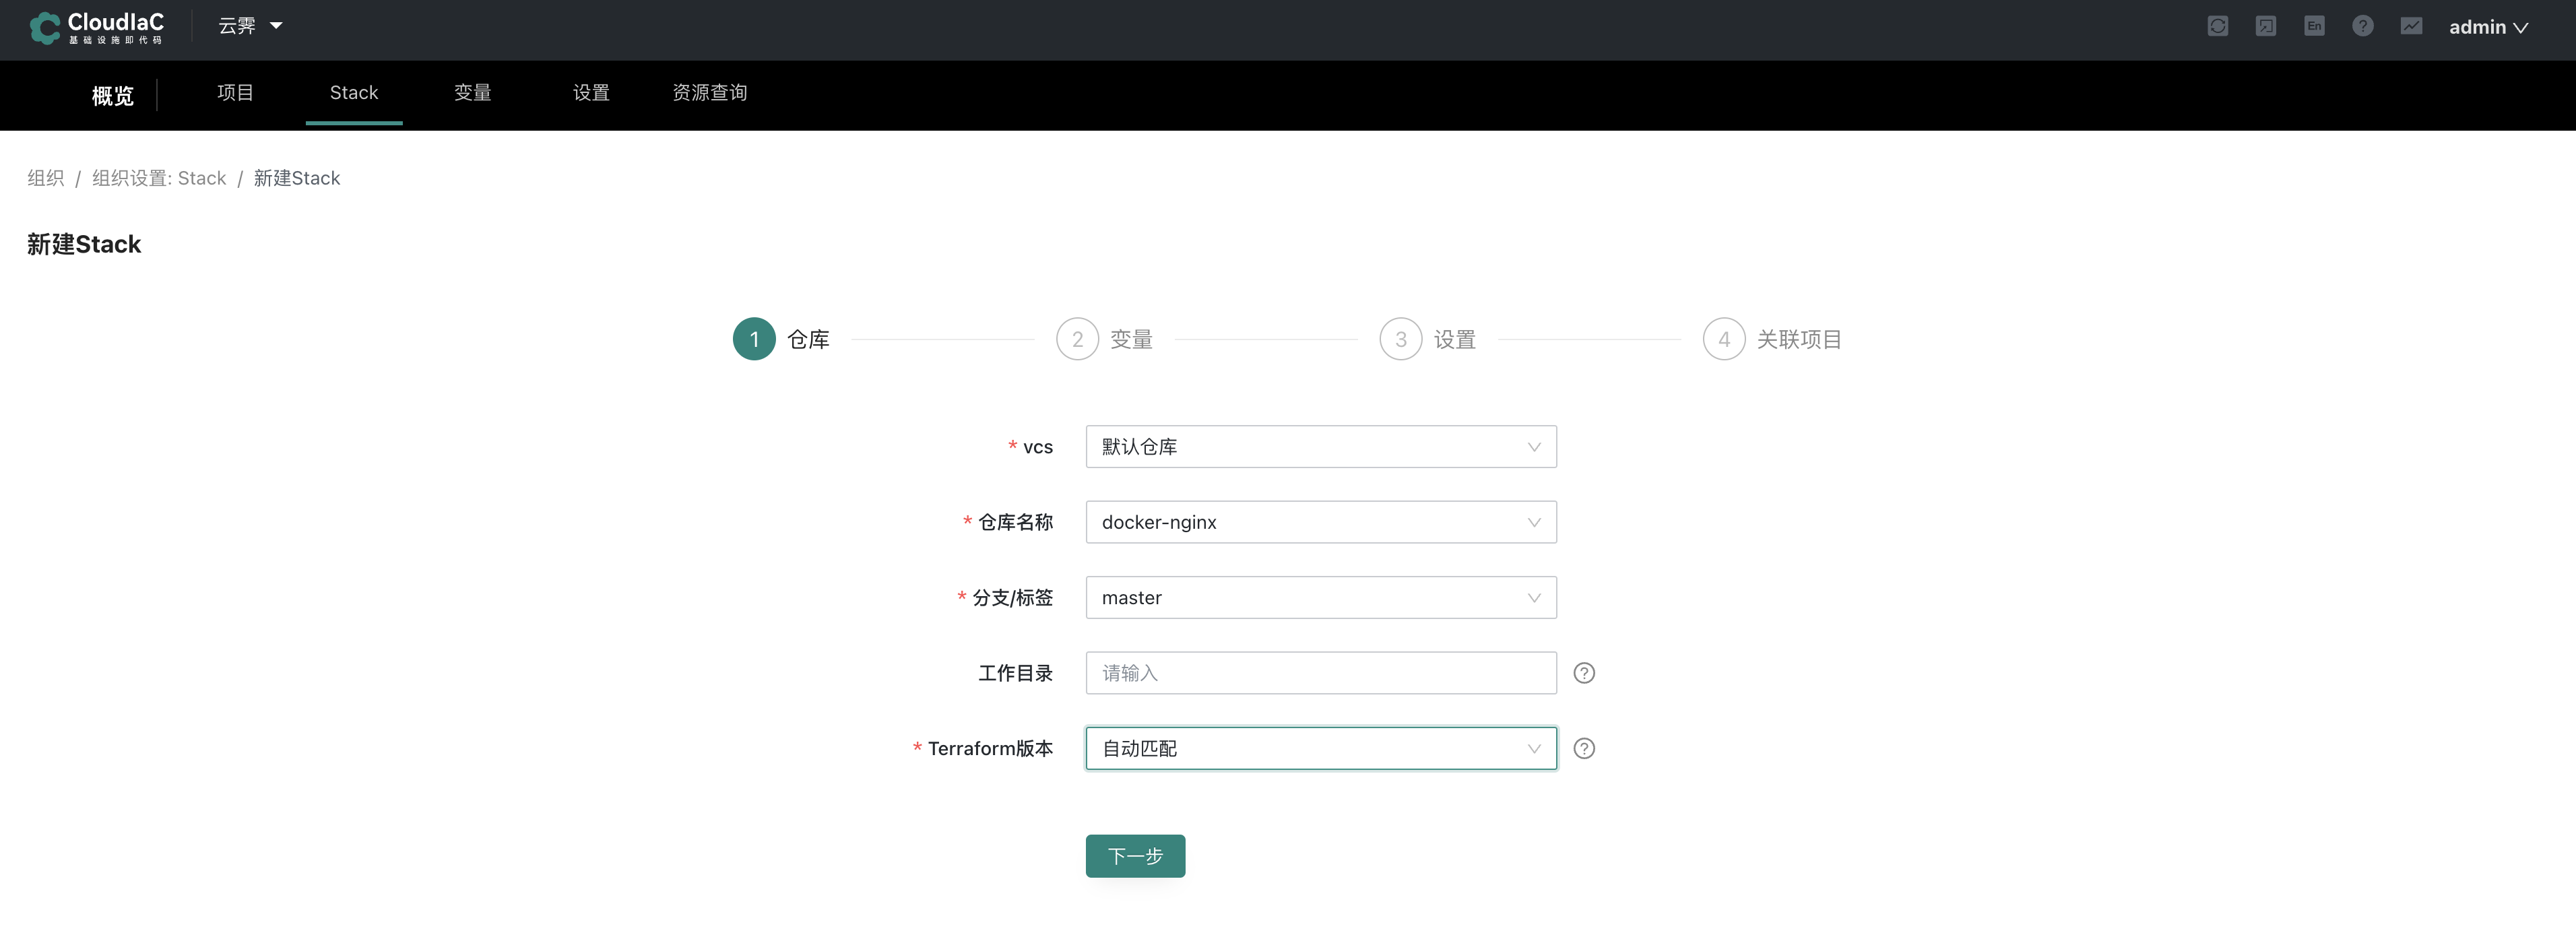 CloudIaC
基础设施即代码
云霁
En
?
admin
概览
项目
Stack
变量
设置
资源查询
组织 / 组织设置: Stack / 新建Stack
新建Stack
1 仓库
2 变量
3 设置
4 关联项目
* vcs 默认仓库
* 仓库名称 docker-nginx
* 分支/标签 master
工作目录 请输入 ?
* Terraform版本 自动匹配 ?
下一步